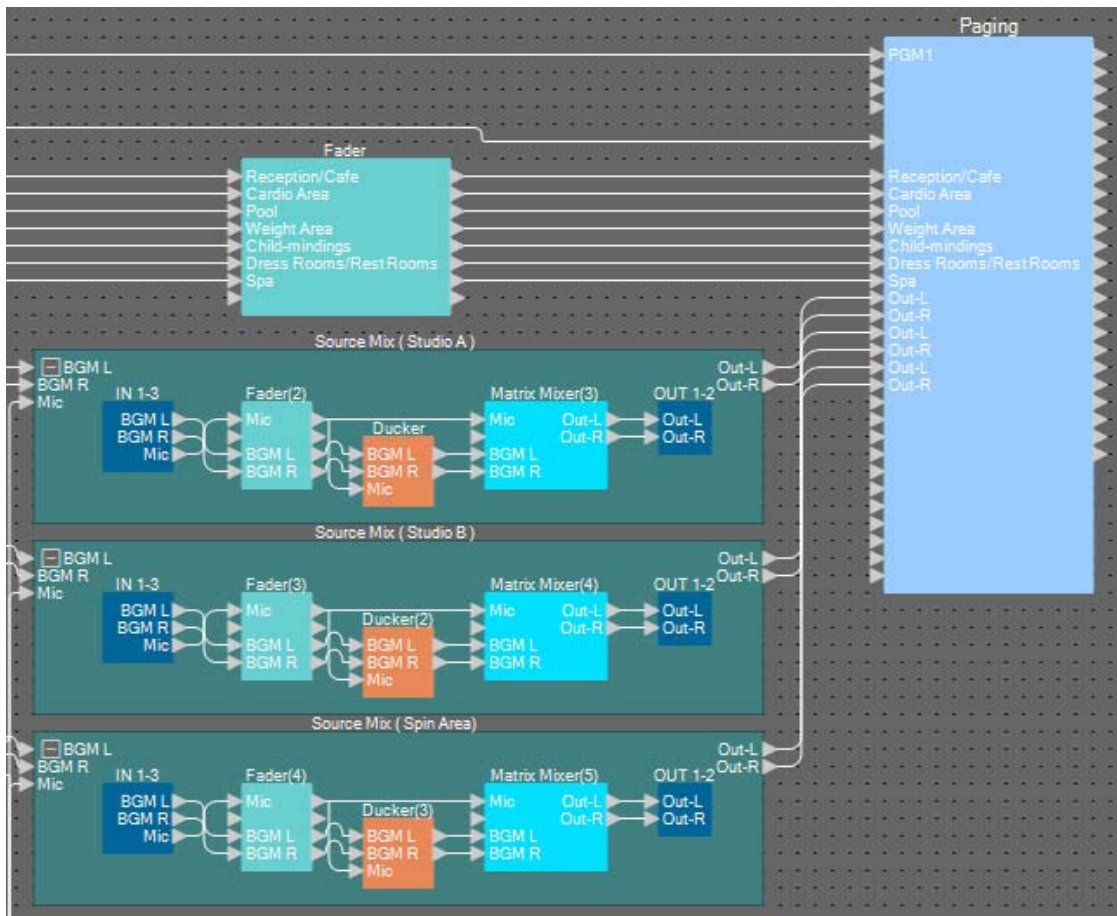 Paging
PGM1
Fader
Reception/Cafe
Cardio Area
Pool
Weight Area
Child-mindings
Dress Rooms/Rest Rooms
Spa
Reception/Cafe
Cardio Area
Pool
Weight Area
Child-mindings
Dress Rooms/Rest Rooms
Spa
Out-L
Out-R
Out-L
Out-R
Out-L
Out-R
Source Mix ( Studio A )
BGM L
BGM R
Mic
IN 1-3
BGM L
BGM R
Mic
Fader(2)
Mic
BGM L
BGM R
Ducker
BGM L
BGM R
Mic
Matrix Mixer(3)
Mic Out-L
Out-R
BGM L
BGM R
OUT 1-2
Out-L
Out-R
Out-L
Out-R
Source Mix ( Studio B )
BGM L
BGM R
Mic
IN 1-3
BGM L
BGM R
Mic
Fader(3)
Mic
BGM L
BGM R
Ducker(2)
BGM L
BGM R
Mic
Matrix Mixer(4)
Mic Out-L
Out-R
BGM L
BGM R
OUT 1-2
Out-L
Out-R
Out-L
Out-R
Source Mix ( Spin Area)
BGM L
BGM R
Mic
IN 1-3
BGM L
BGM R
Mic
Fader(4)
Mic
BGM L
BGM R
Ducker(3)
BGM L
BGM R
Mic
Matrix Mixer(5)
Mic Out-L
Out-R
BGM L
BGM R
OUT 1-2
Out-L
Out-R
Out-L
Out-R